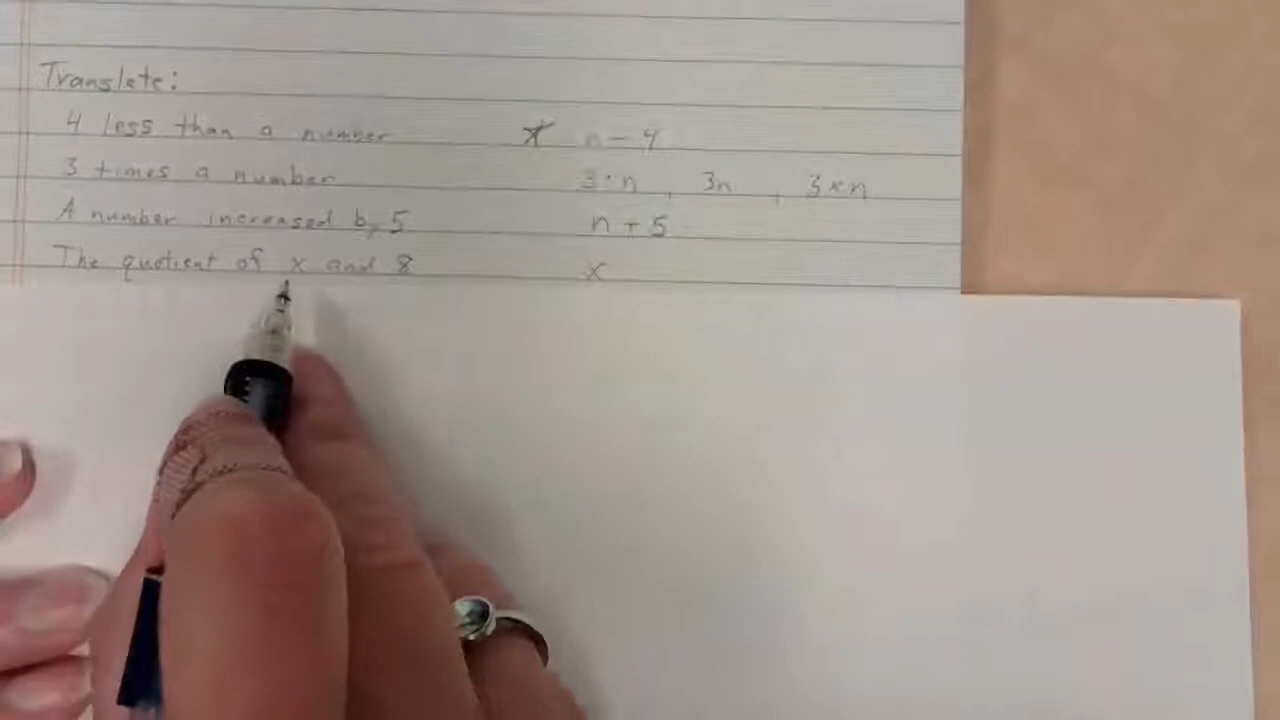 Translate:
4 less than a number * n - 4
3 times a number 3·n , 3n , 3×n
A number increased by 5 n + 5
The quotient of x and 8 x